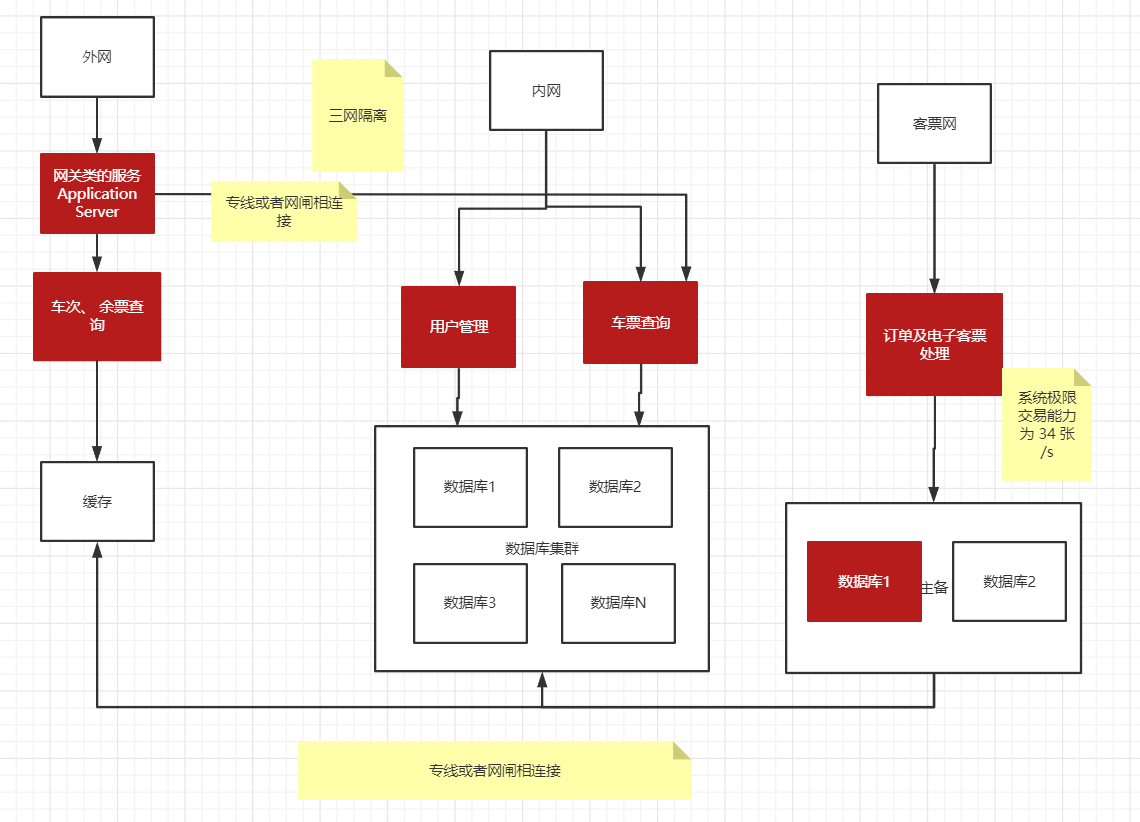 外网
三网隔离
内网
客票网
网关类的服务
Application
Server
专线或者网闸相连
接
车次、余票查
询
用户管理
车票查询
订单及电子客票
处理
系统极限
交易能力
为 34 张
/s
缓存
数据库1
数据库2
数据库集群
数据库3
数据库N
数据库1
主备
数据库2
专线或者网闸相连接